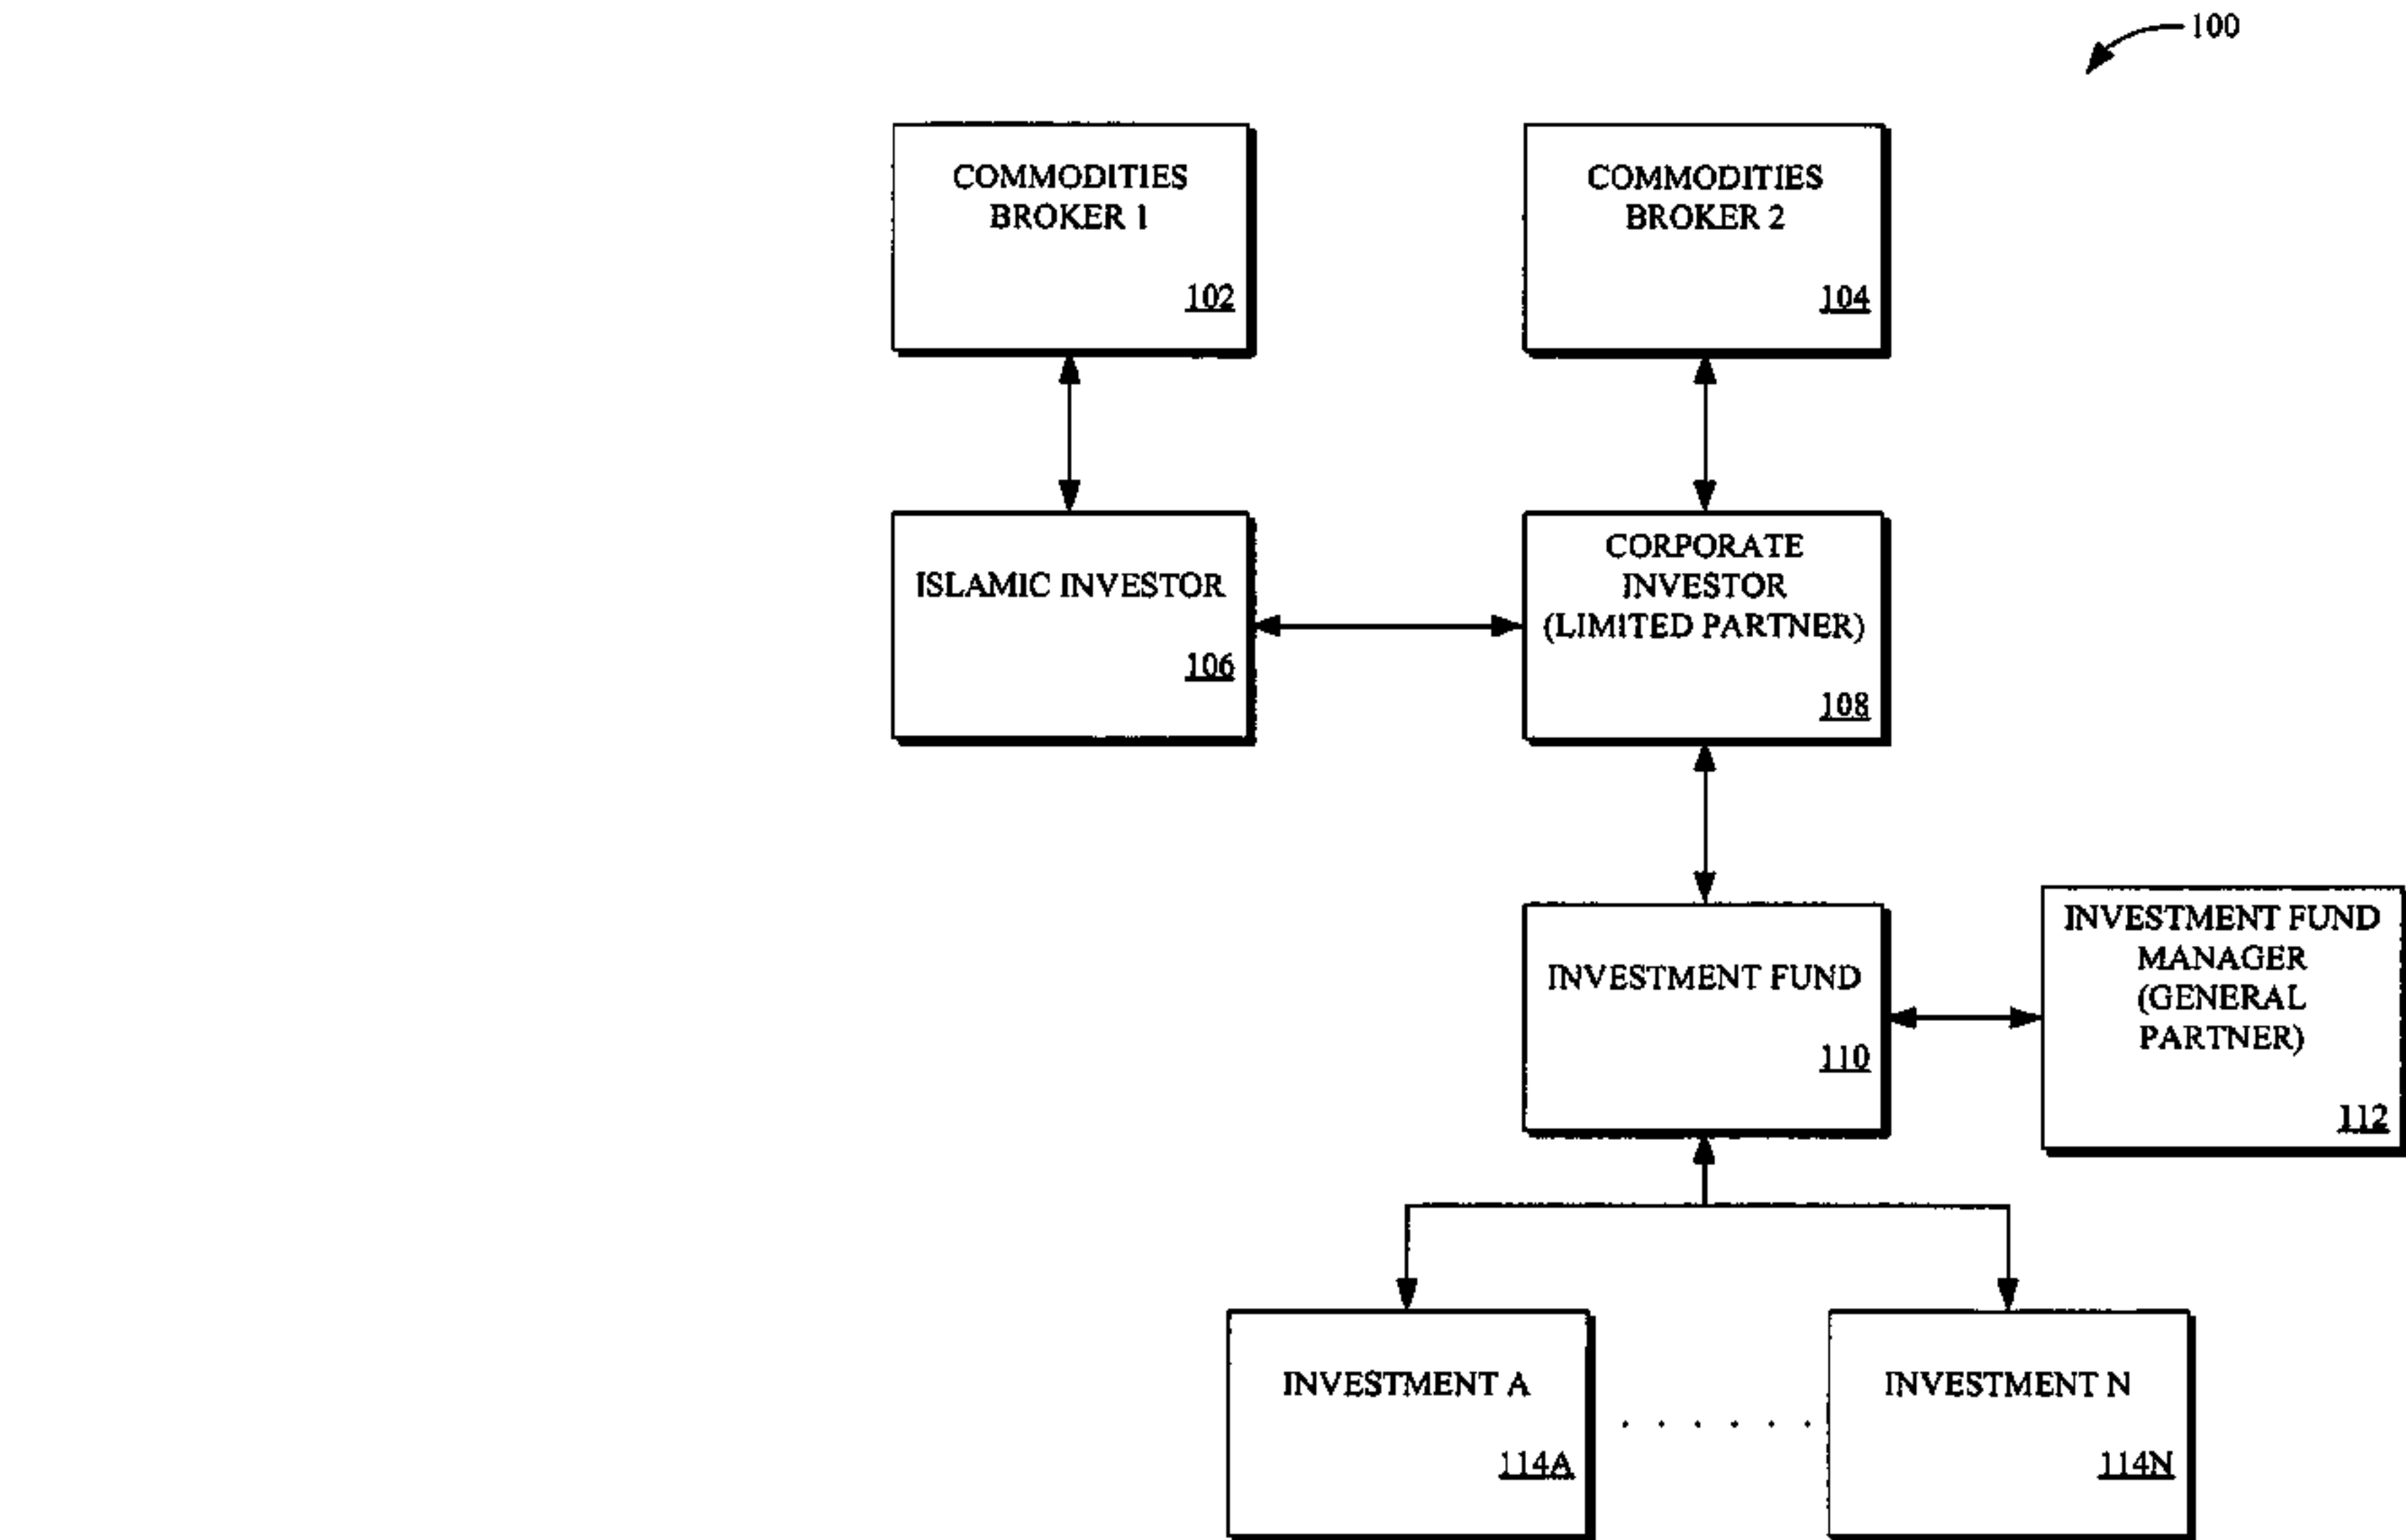 100
COMMODITIES
BROKER 1
102
COMMODITIES
BROKER 2
104
ISLAMIC INVESTOR
106
CORPORATE
INVESTOR
(LIMITED PARTNER)
108
INVESTMENT FUND
110
INVESTMENT FUND
MANAGER
(GENERAL
PARTNER)
112
INVESTMENT A
114A
. . . . . .
INVESTMENT N
114N